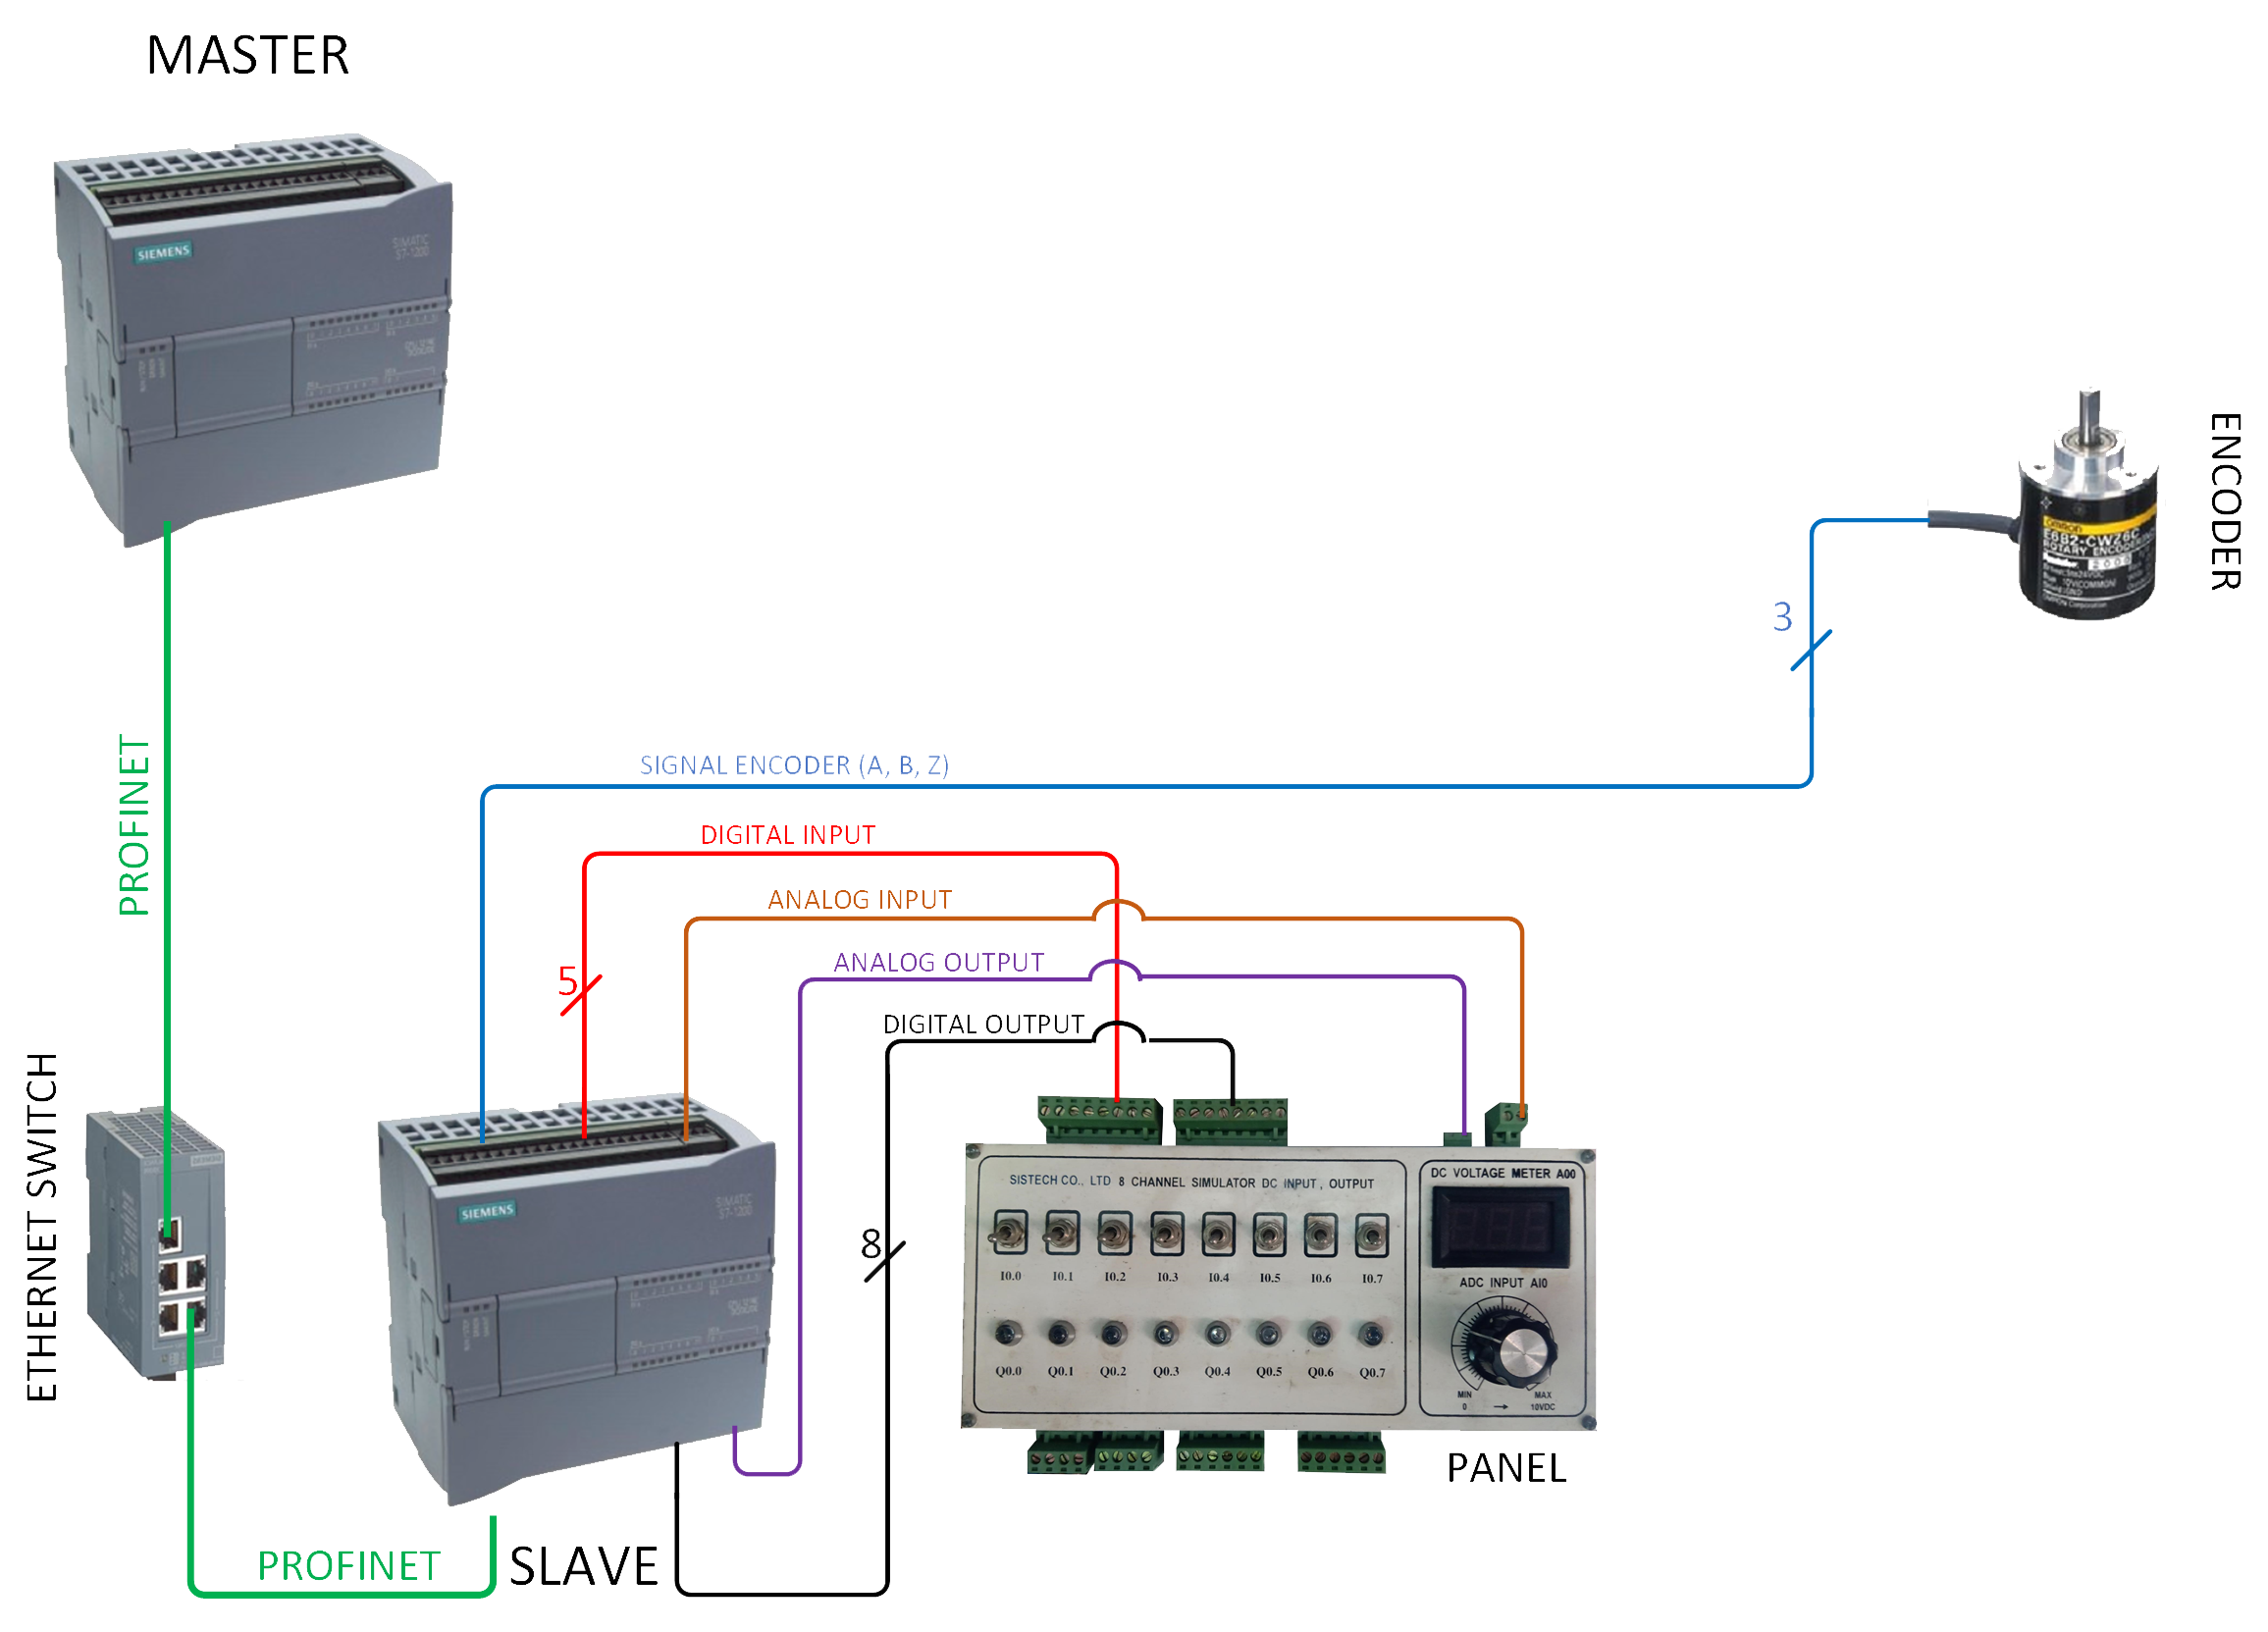 MASTER
SIEMENS
SIMATIC
S7-1200
ENCODER
omron
E6B2-CWZ6C
ROTARY ENCODER
3
PROFINET
SIGNAL ENCODER (A, B, Z)
DIGITAL INPUT
ANALOG INPUT
5
ANALOG OUTPUT
DIGITAL OUTPUT
ETHERNET SWITCH
SIEMENS
SIMATIC
S7-1200
8
SISTECH CO., LTD 8 CHANNEL SIMULATOR DC INPUT, OUTPUT
I0.0 I0.1 I0.2 I0.3 I0.4 I0.5 I0.6 I0.7
Q0.0 Q0.1 Q0.2 Q0.3 Q0.4 Q0.5 Q0.6 Q0.7
DC VOLTAGE METER A00
ADC INPUT AI0
MIN MAX
0 → 10VDC
PANEL
PROFINET
SLAVE